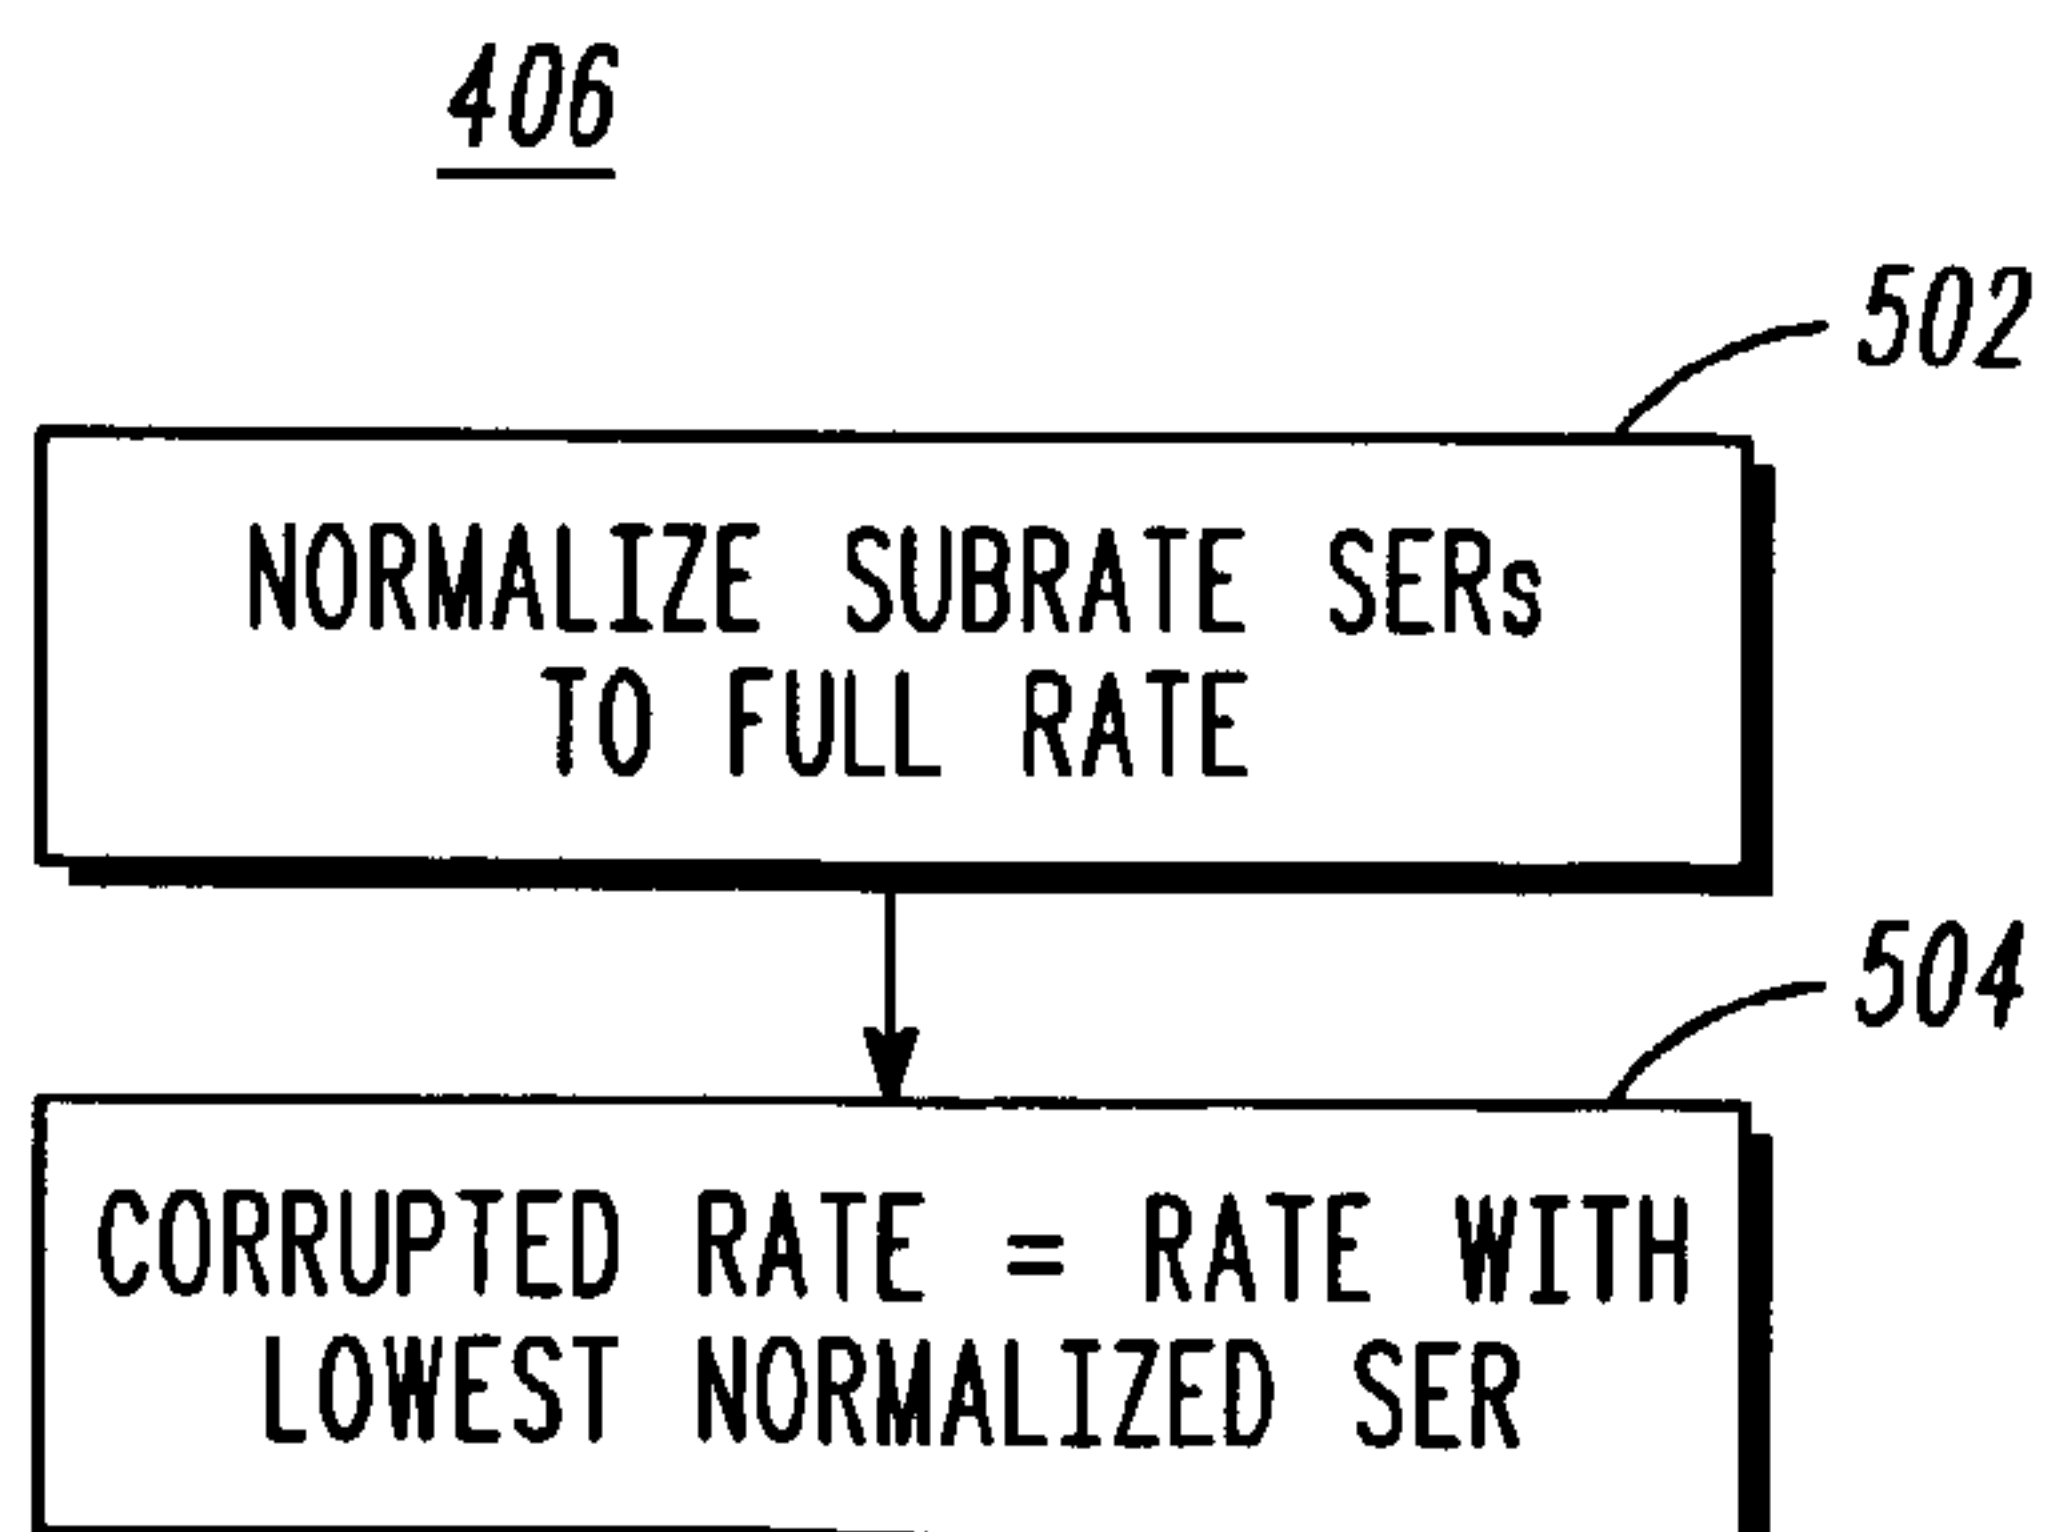 406
502
NORMALIZE SUBRATE SERs
TO FULL RATE
504
CORRUPTED RATE = RATE WITH
LOWEST NORMALIZED SER